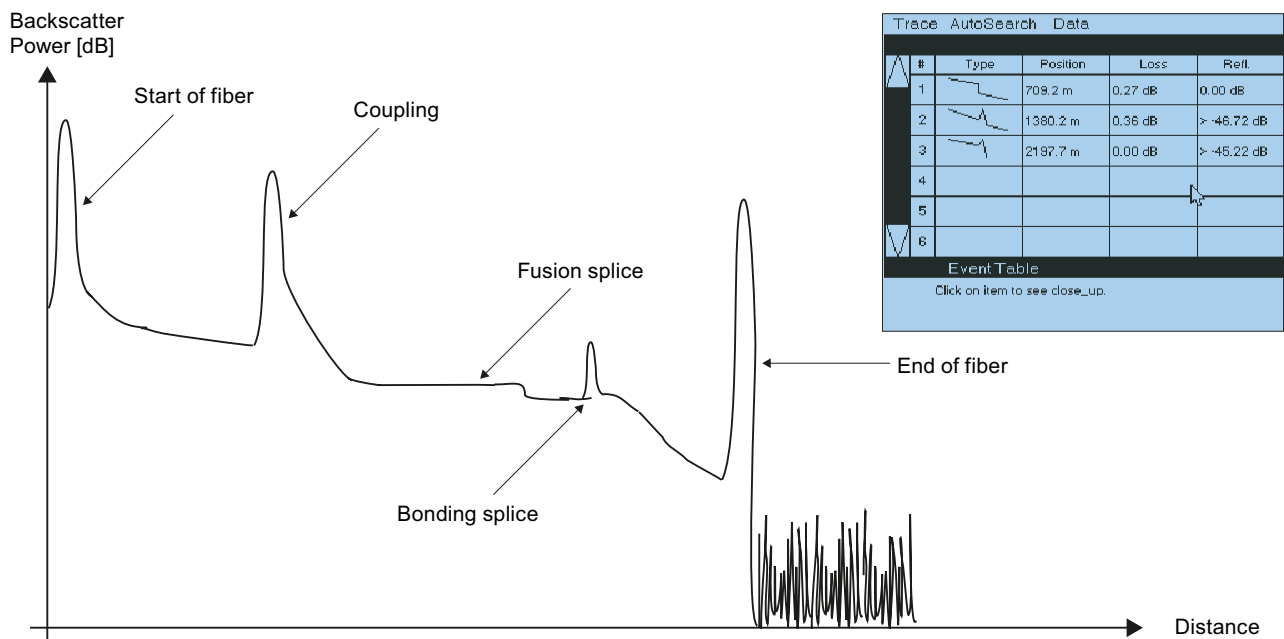 Backscatter
Power [dB]
Start of fiber
Coupling
Fusion splice
Bonding splice
End of fiber
Distance
Trace AutoSearch Data
# Type Position Loss Refl.
1 709.2 m 0.27 dB 0.00 dB
2 1380.2 m 0.36 dB > -46.72 dB
3 2197.7 m 0.00 dB > -45.22 dB
4
5
6
Event Table
Click on item to see close_up.